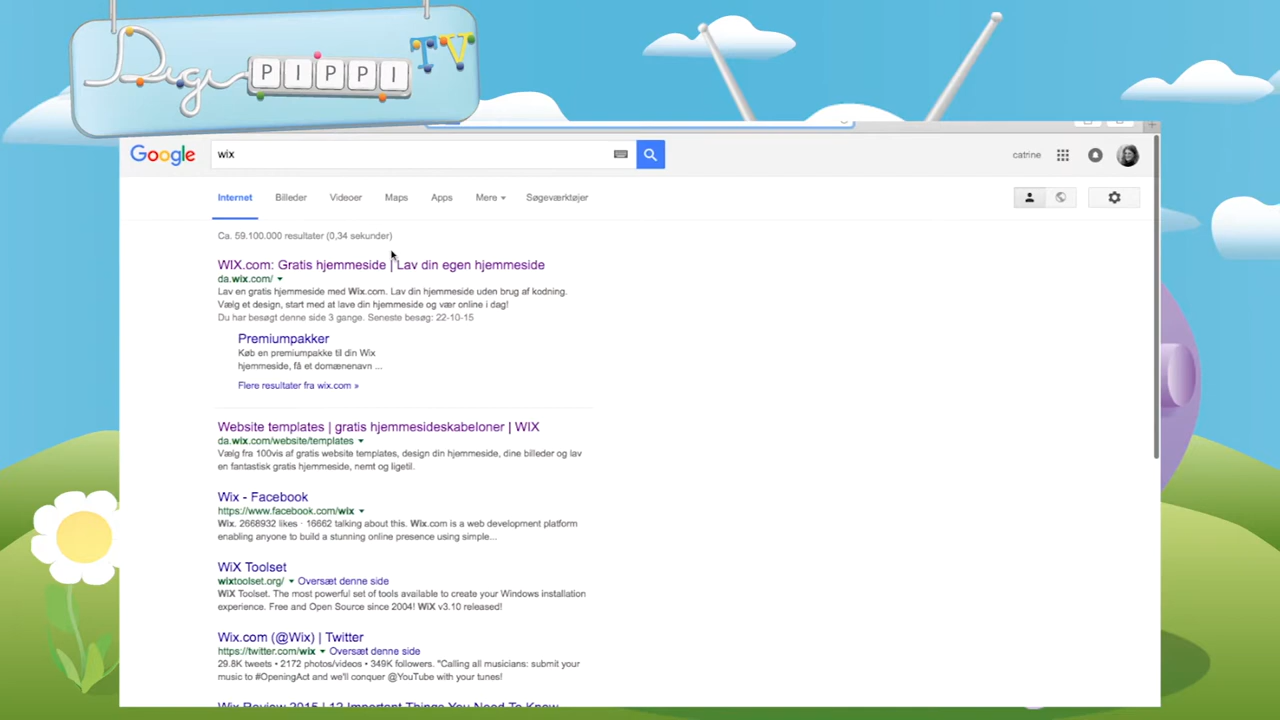 Digi PIPPI TV
Google
wix
catrine
Internet Billeder Videoer Maps Apps Mere Søgeværktøjer
Ca. 59.100.000 resultater (0,34 sekunder)
WIX.com: Gratis hjemmeside | Lav din egen hjemmeside
da.wix.com/
Lav en gratis hjemmeside med Wix.com. Lav din hjemmeside uden brug af kodning.
Vælg et design, start med at lave din hjemmeside og vær online i dag!
Du har besøgt denne side 3 gange. Seneste besøg: 22-10-15
Premiumpakker
Køb en premiumpakke til din Wix
hjemmeside, få et domænenavn ...
Flere resultater fra wix.com »
Website templates | gratis hjemmesideskabeloner | WIX
da.wix.com/website/templates
Vælg fra 100vis af gratis website templates, design din hjemmeside, dine billeder og lav
en fantastisk gratis hjemmeside, nemt og ligetil.
Wix - Facebook
https://www.facebook.com/wix
Wix. 2668932 likes · 16662 talking about this. Wix.com is a web development platform
enabling anyone to build a stunning online presence using simple...
WiX Toolset
wixtoolset.org/ Oversæt denne side
WiX Toolset. The most powerful set of tools available to create your Windows installation
experience. Free and Open Source since 2004! WiX v3.10 released!
Wix.com (@Wix) | Twitter
https://twitter.com/wix Oversæt denne side
29.8K tweets • 2172 photos/videos • 349K followers. "Calling all musicians: submit your
music to #OpeningAct and we'll conquer @YouTube with your tunes!
Wix Review 2015 | 12 Important Things You Need To Know